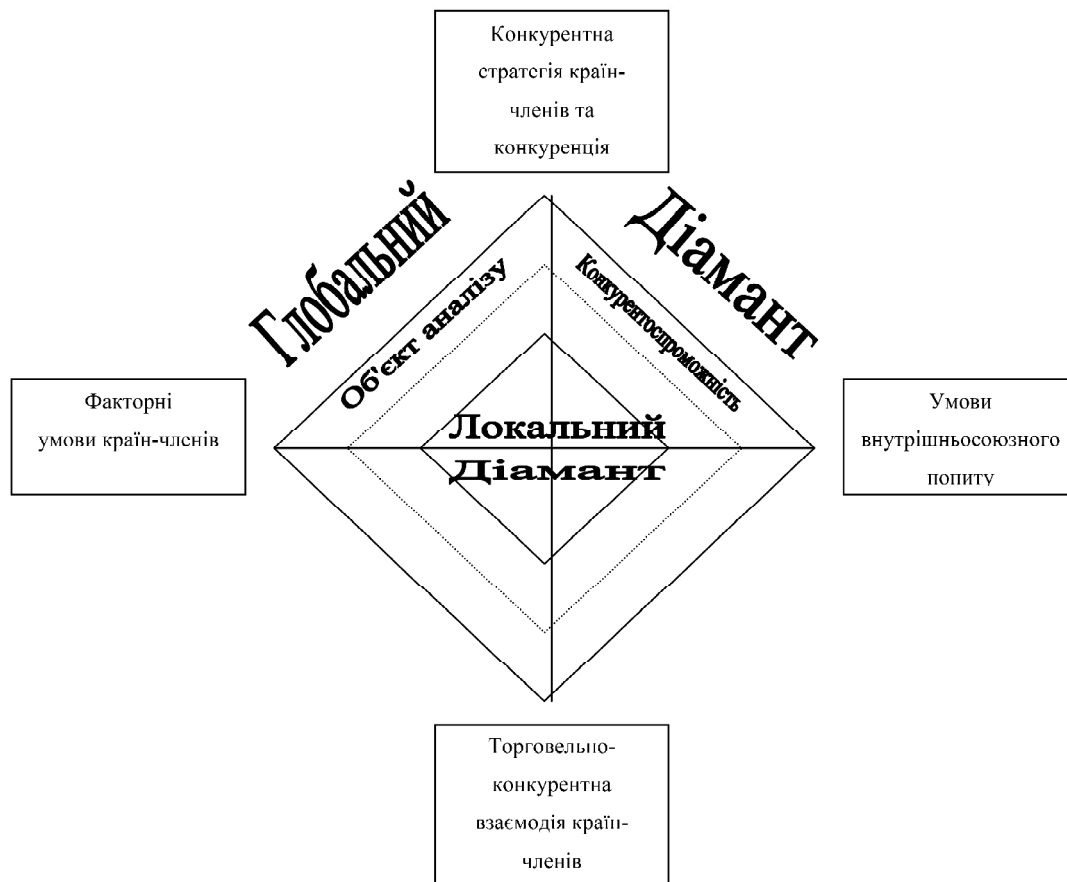 Конкурентна
стратегія країн-
членів та
конкуренція
Глобальний
Діамант
Об'єкт аналізу
Конкурентоспроможність
Факторні
умови країн-членів
Локальний
Діамант
Умови
внутрішньосоюзного
попиту
Торговельно-
конкурентна
взаємодія країн-
членів